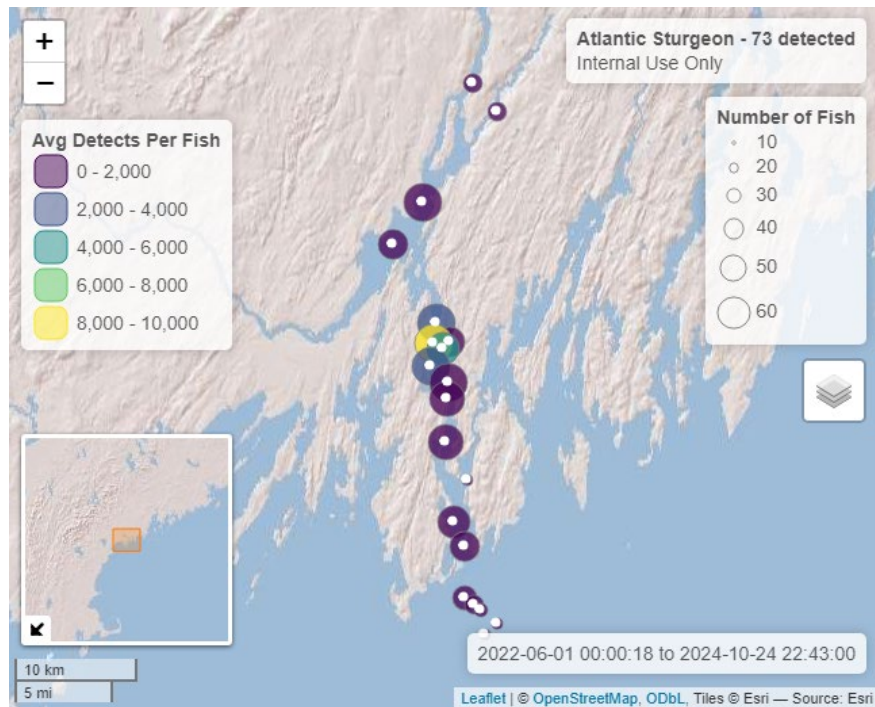 +
−
Atlantic Sturgeon - 73 detected
Internal Use Only
Avg Detects Per Fish
0 - 2,000
2,000 - 4,000
4,000 - 6,000
6,000 - 8,000
8,000 - 10,000
Number of Fish
10
20
30
40
50
60
2022-06-01 00:00:18 to 2024-10-24 22:43:00
10 km
5 mi
Leaflet | © OpenStreetMap, ODbL, Tiles © Esri — Source: Esri